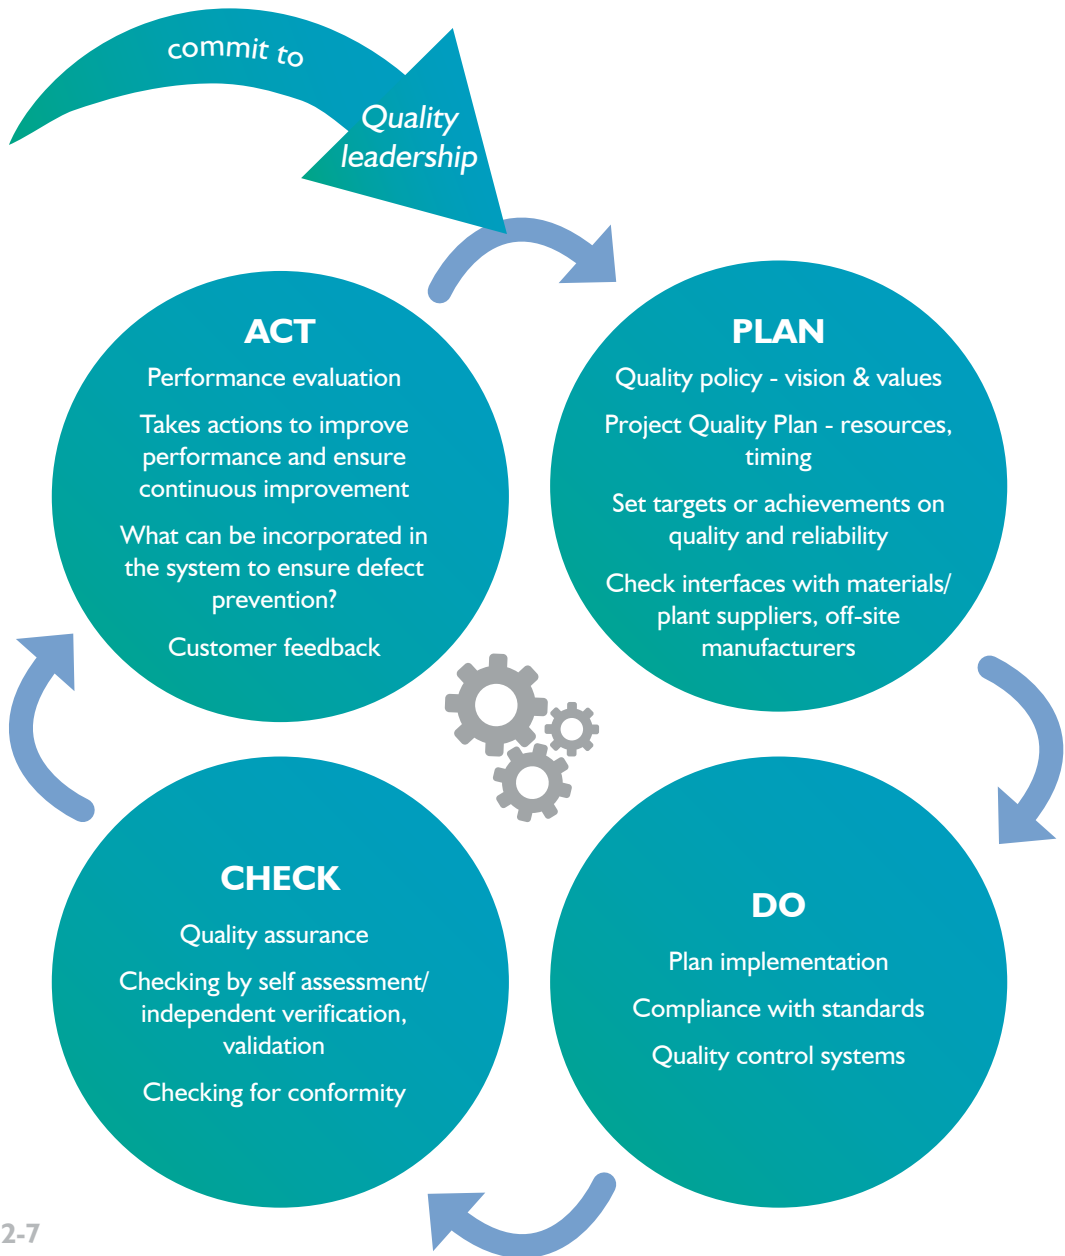 commit to
Quality
leadership
ACT
Performance evaluation
Takes actions to improve
performance and ensure
continuous improvement
What can be incorporated in
the system to ensure defect
prevention?
Customer feedback
PLAN
Quality policy - vision & values
Project Quality Plan - resources,
timing
Set targets or achievements on
quality and reliability
Check interfaces with materials/
plant suppliers, off-site
manufacturers
CHECK
Quality assurance
Checking by self assessment/
independent verification,
validation
Checking for conformity
DO
Plan implementation
Compliance with standards
Quality control systems
2-7